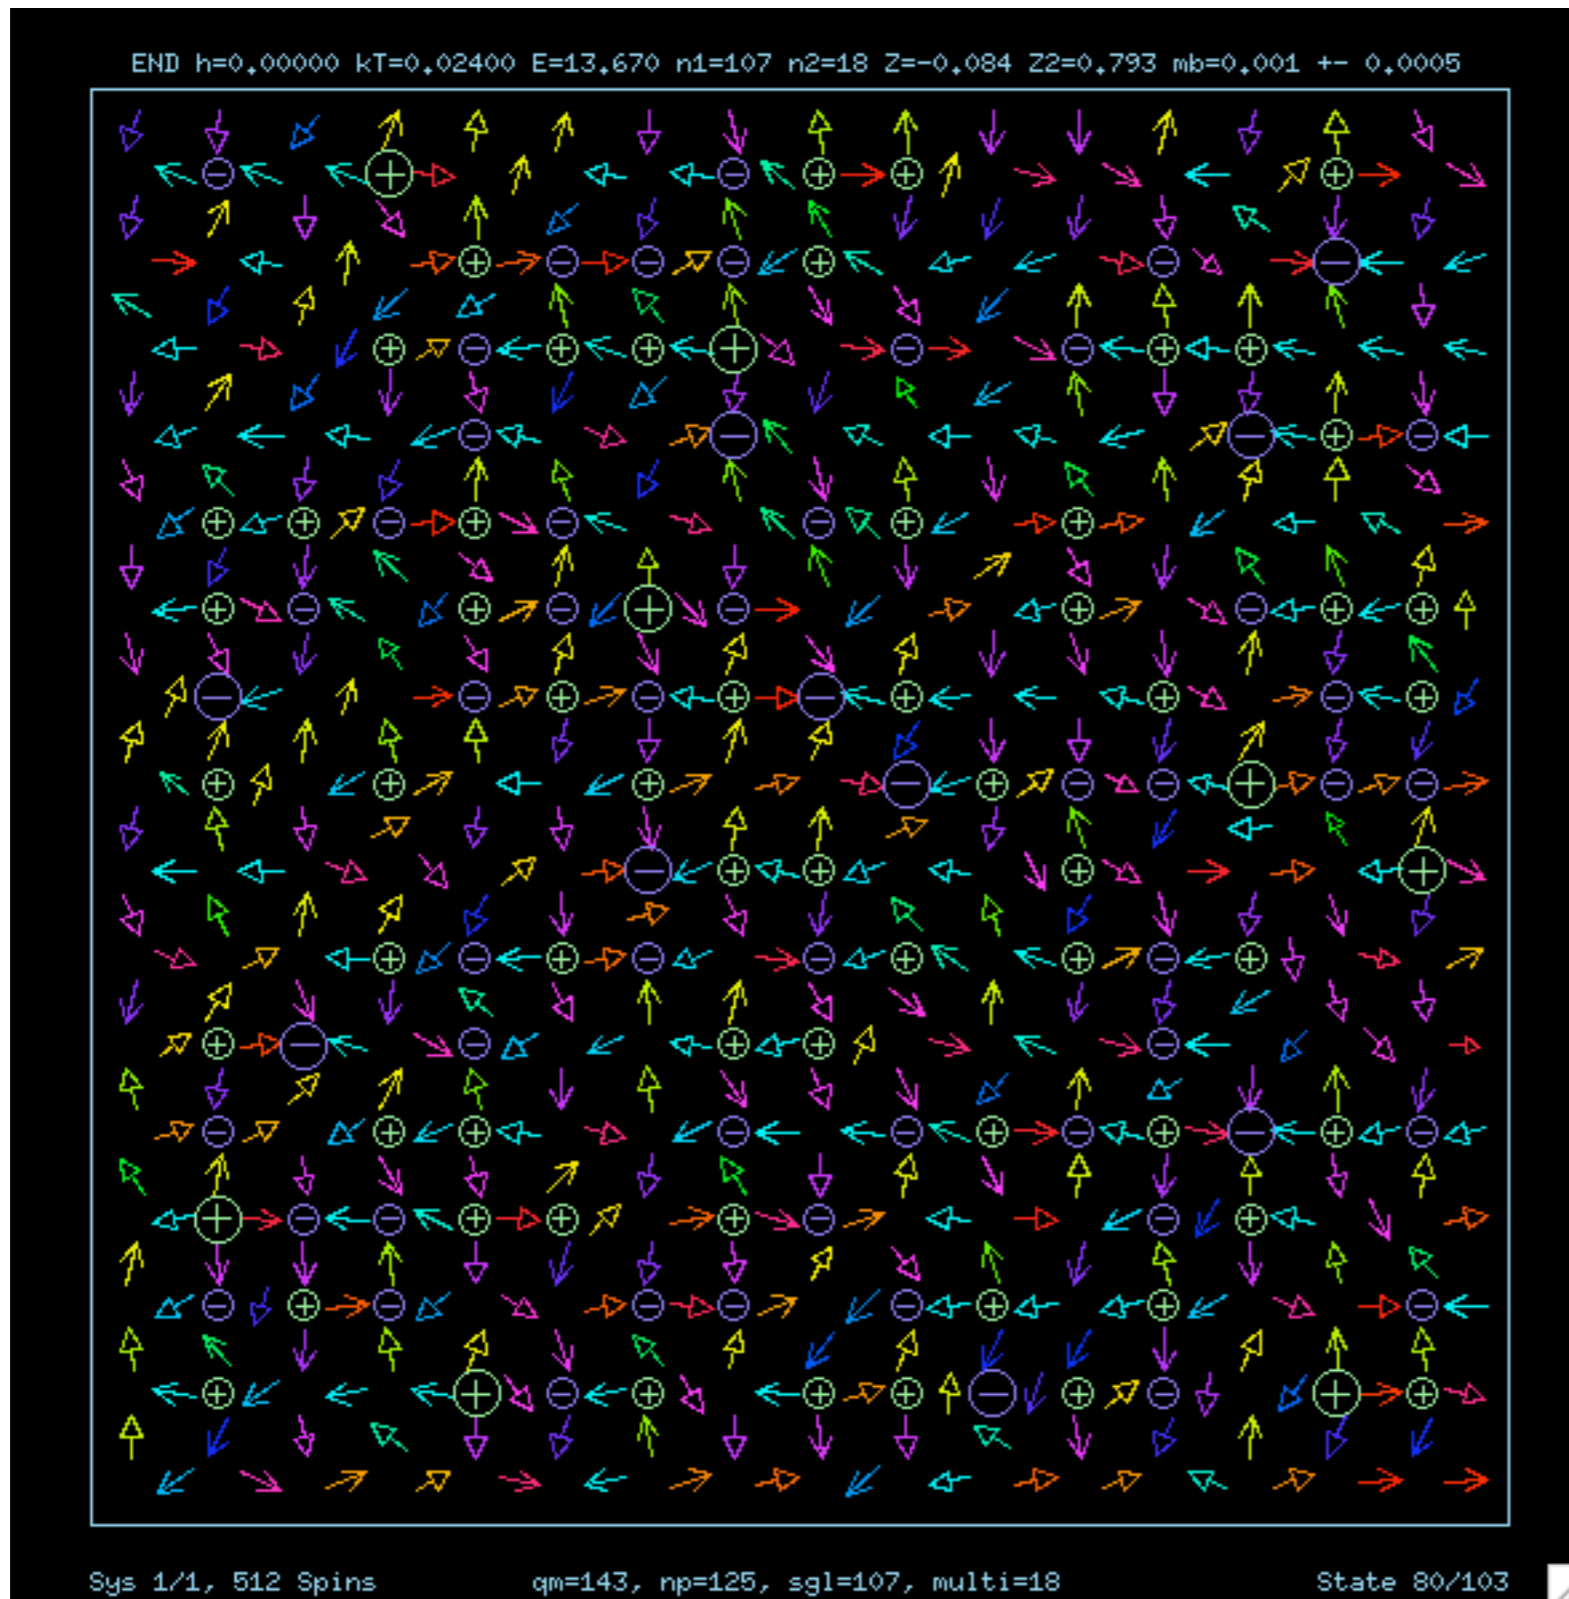 END h=0.00000 kT=0.02400 E=13.670 n1=107 n2=18 Z=-0.084 Z2=0.793 mb=0.001 +- 0.0005
Sys 1/1, 512 Spins qm=143, np=125, sgl=107, multi=18 State 80/103